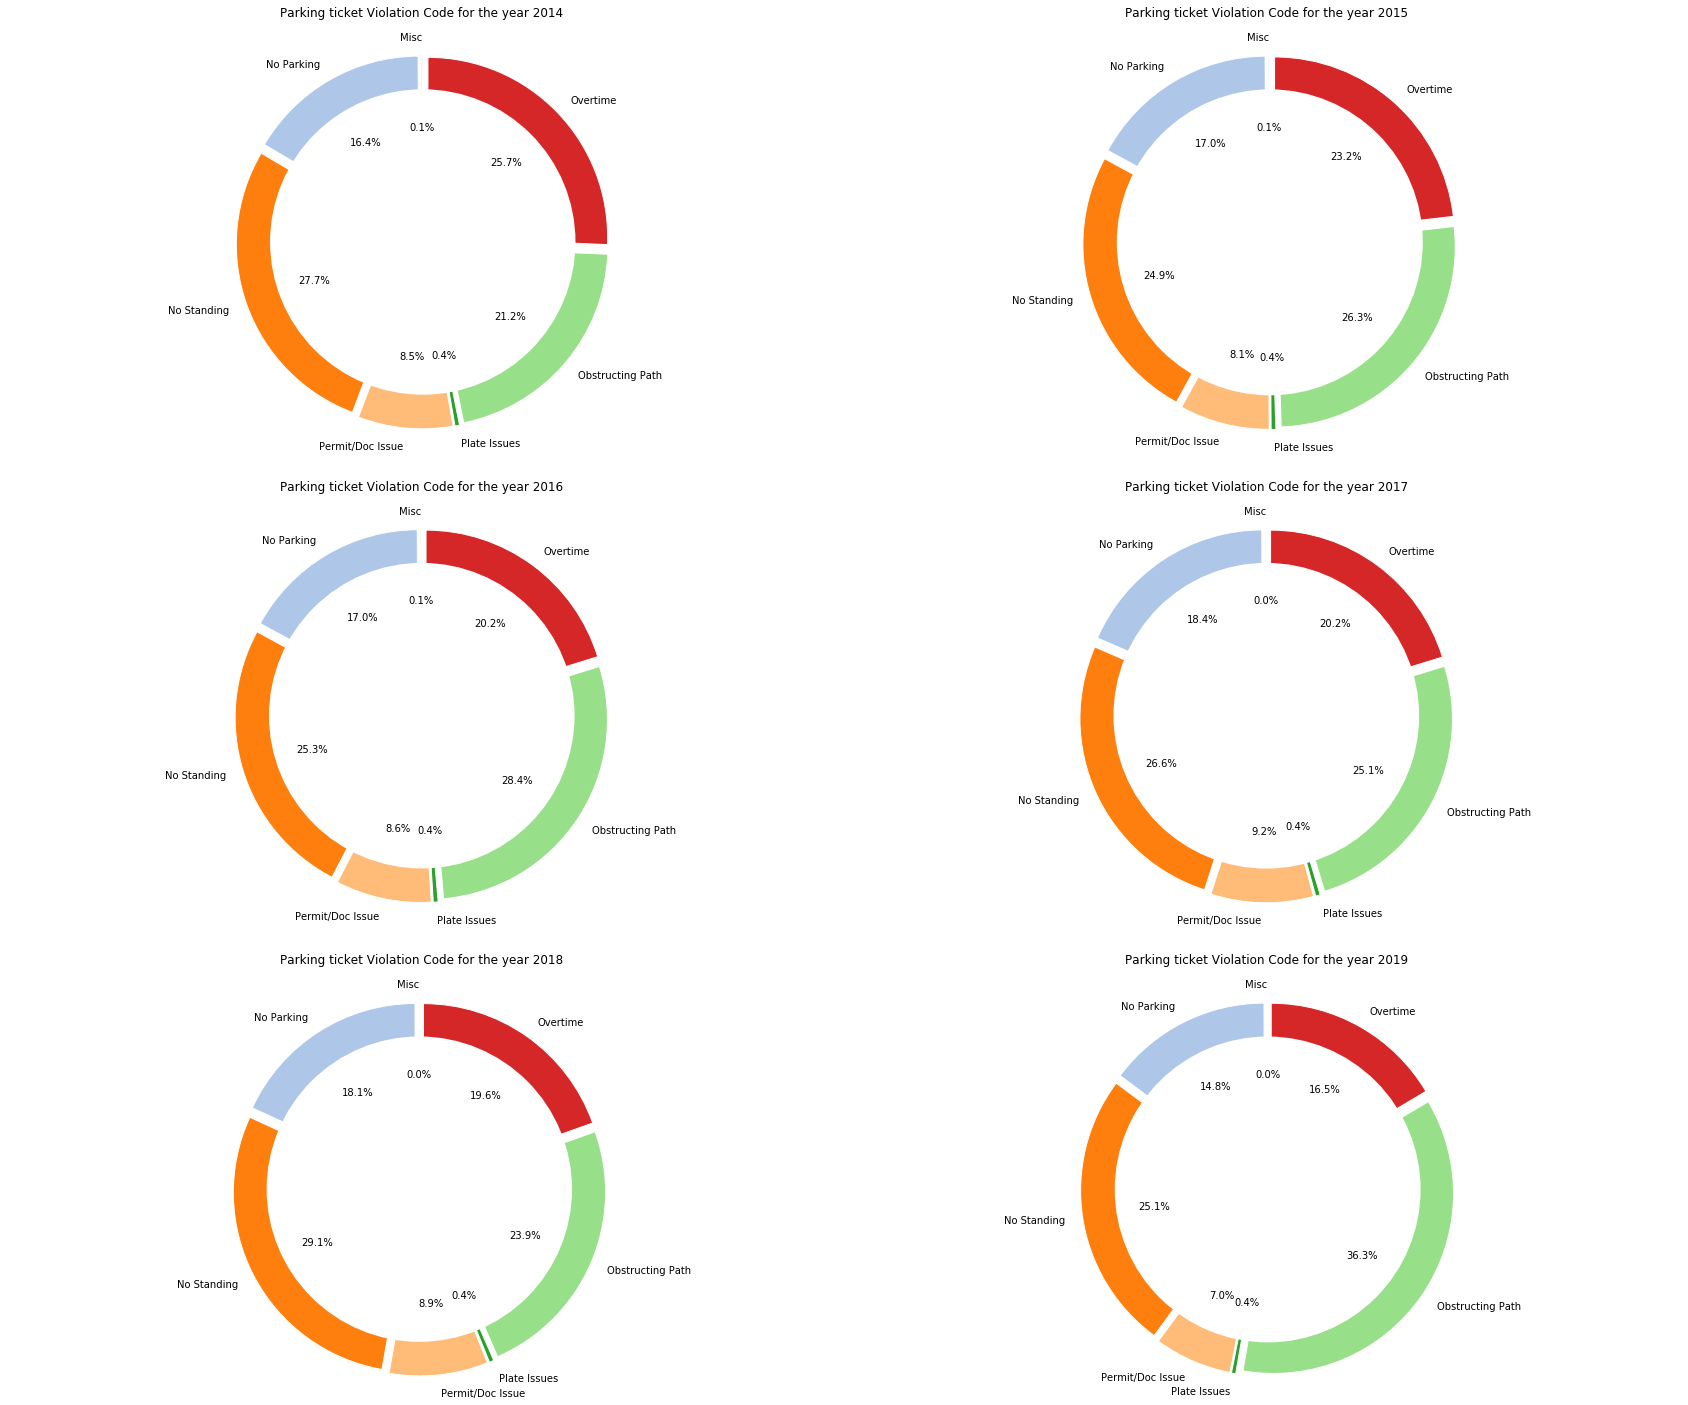 Parking ticket Violation Code for the year 2014
Misc
No Parking
Overtime
0.1%
16.4%
25.7%
27.7%
No Standing
21.2%
8.5%
0.4%
Obstructing Path
Permit/Doc Issue
Plate Issues
Parking ticket Violation Code for the year 2015
Misc
No Parking
Overtime
0.1%
17.0%
23.2%
24.9%
No Standing
26.3%
8.1%
0.4%
Obstructing Path
Permit/Doc Issue
Plate Issues
Parking ticket Violation Code for the year 2016
Misc
No Parking
Overtime
0.1%
17.0%
20.2%
25.3%
No Standing
28.4%
8.6%
0.4%
Obstructing Path
Permit/Doc Issue
Plate Issues
Parking ticket Violation Code for the year 2017
Misc
No Parking
Overtime
0.0%
18.4%
20.2%
26.6%
25.1%
No Standing
Obstructing Path
9.2%
0.4%
Permit/Doc Issue
Plate Issues
Parking ticket Violation Code for the year 2018
Misc
No Parking
Overtime
0.0%
18.1%
19.6%
29.1%
23.9%
No Standing
Obstructing Path
8.9%
0.4%
Plate Issues
Permit/Doc Issue
Parking ticket Violation Code for the year 2019
Misc
No Parking
Overtime
0.0%
14.8%
16.5%
25.1%
No Standing
36.3%
7.0%
0.4%
Obstructing Path
Permit/Doc Issue
Plate Issues